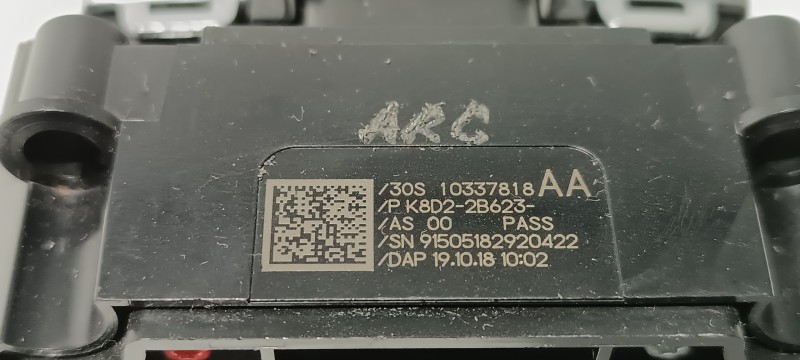 ARC
/30S 10337818 AA
/P K8D2-2B623-
/AS 00 PASS
/SN 91505182920422
/DAP 19.10.18 10:02